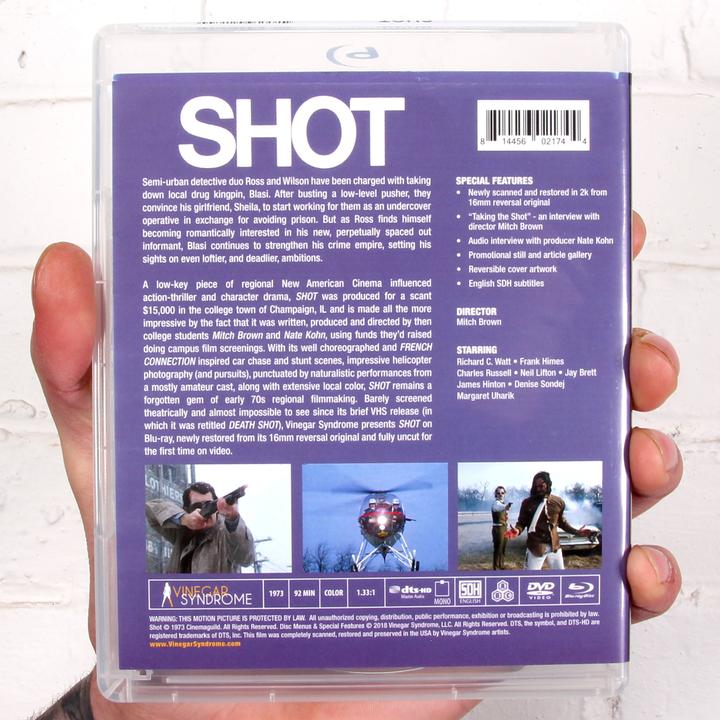 SHOT
8 14456 02174 4
Semi-urban detective duo Ross and Wilson have been charged with taking
down local drug kingpin, Blasi. After busting a low-level pusher, they
convince his girlfriend, Sheila, to start working for them as an undercover
operative in exchange for avoiding prison. But as Ross finds himself
becoming romantically interested in his new, perpetually spaced out
informant, Blasi continues to strengthen his crime empire, setting his
sights on even loftier, and deadlier, ambitions.
A low-key piece of regional New American Cinema influenced
action-thriller and character drama, SHOT was produced for a scant
$15,000 in the college town of Champaign, IL and is made all the more
impressive by the fact that it was written, produced and directed by then
college students Mitch Brown and Nate Kohn, using funds they'd raised
doing campus film screenings. With its well choreographed and FRENCH
CONNECTION inspired car chase and stunt scenes, impressive helicopter
photography (and pursuits), punctuated by naturalistic performances from
a mostly amateur cast, along with extensive local color, SHOT remains a
forgotten gem of early 70s regional filmmaking. Barely screened
theatrically and almost impossible to see since its brief VHS release (in
which it was retitled DEATH SHOT), Vinegar Syndrome presents SHOT on
Blu-ray, newly restored from its 16mm reversal original and fully uncut for
the first time on video.
SPECIAL FEATURES
• Newly scanned and restored in 2k from
16mm reversal original
• "Taking the Shot" - an interview with
director Mitch Brown
• Audio interview with producer Nate Kohn
• Promotional still and article gallery
• Reversible cover artwork
• English SDH subtitles
DIRECTOR
Mitch Brown
STARRING
Richard C. Watt • Frank Himes
Charles Russell • Neil Lifton • Jay Brett
James Hinton • Denise Sondej
Margaret Uharik
VINEGAR SYNDROME 1973 92 MIN COLOR 1.33:1 dts-HD Master Audio MONO SDH ENGLISH DVD VIDEO Blu-ray Disc
WARNING: THIS MOTION PICTURE IS PROTECTED BY LAW. All unauthorized copying, distribution, public performance, exhibition or broadcasting is prohibited by law.
Shot © 1973 Cinemaguild. All Rights Reserved. Disc Menus & Special Features © 2018 Vinegar Syndrome, LLC. All Rights Reserved. DTS, the symbol, and DTS-HD are
registered trademarks of DTS, Inc. This film was completely scanned, restored and preserved in the USA by Vinegar Syndrome artists.
www.VinegarSyndrome.com